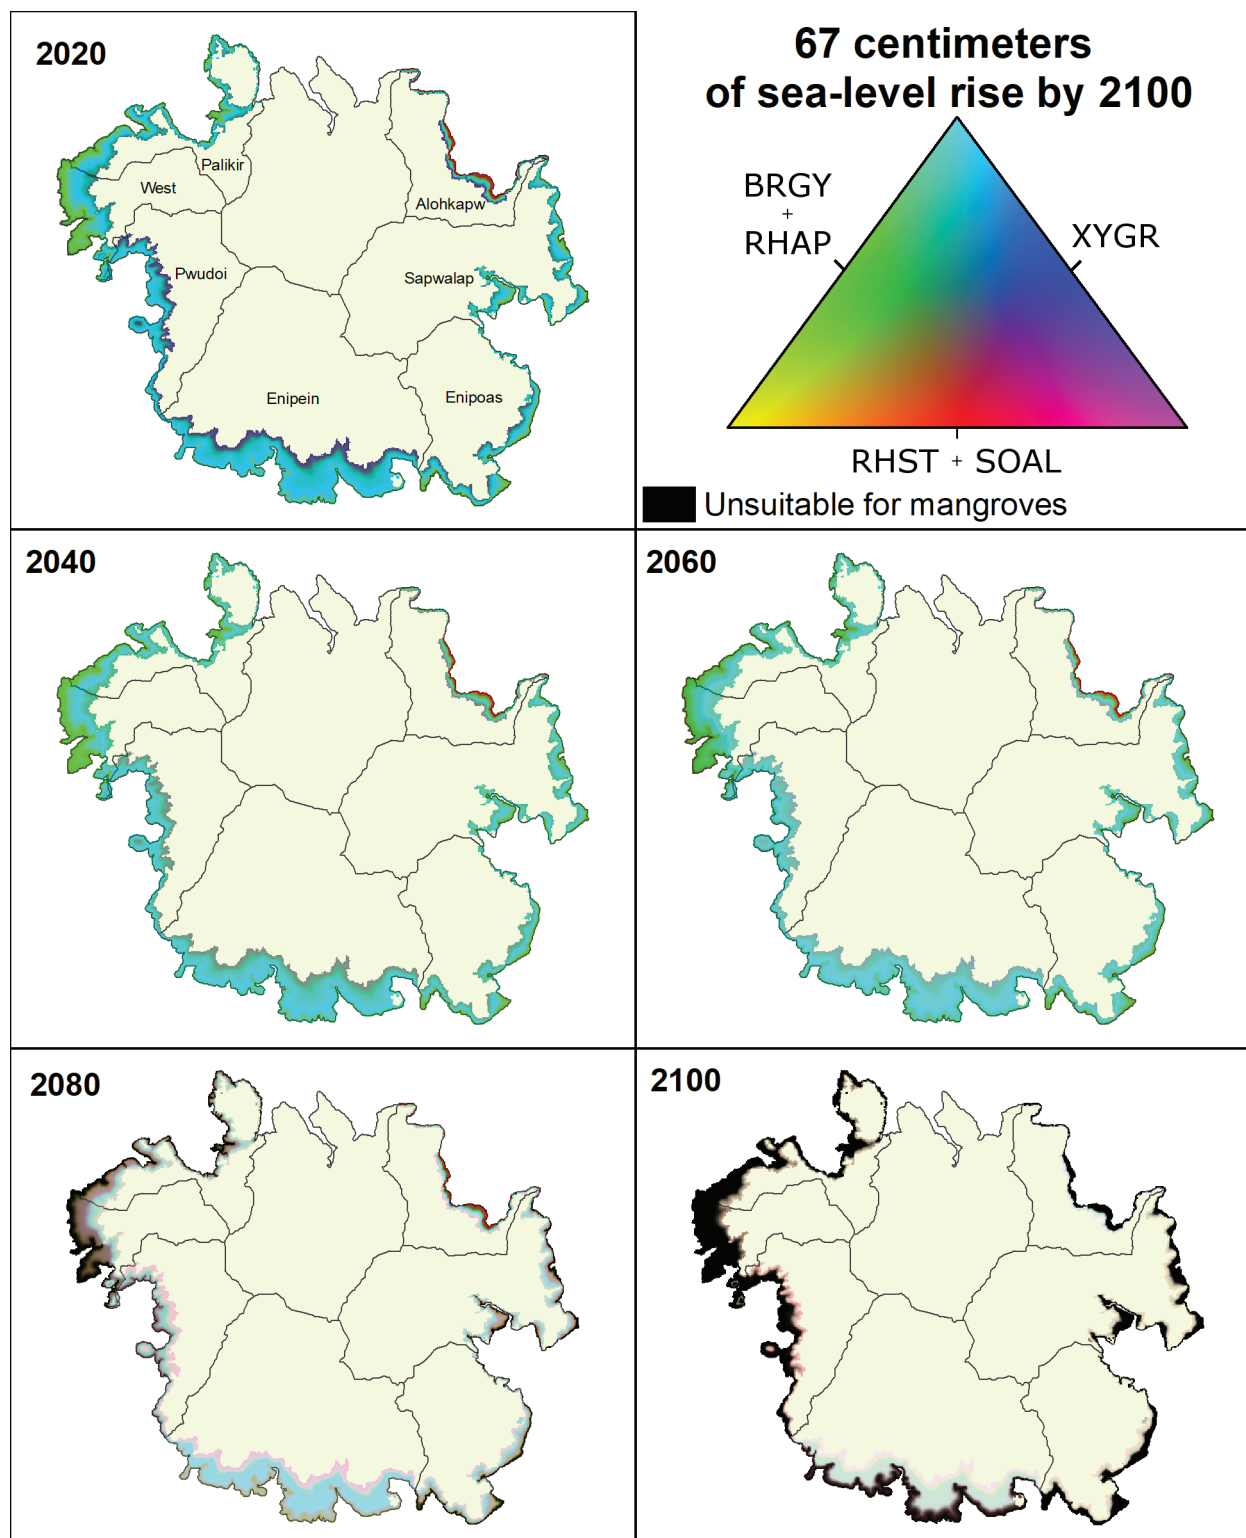 2020
67 centimeters
of sea-level rise by 2100
BRGY
+
RHAP
XYGR
RHST + SOAL
Unsuitable for mangroves
Palikir
West
Alohkapw
Pwudoi
Sapwalap
Enipein
Enipoas
2040
2060
2080
2100